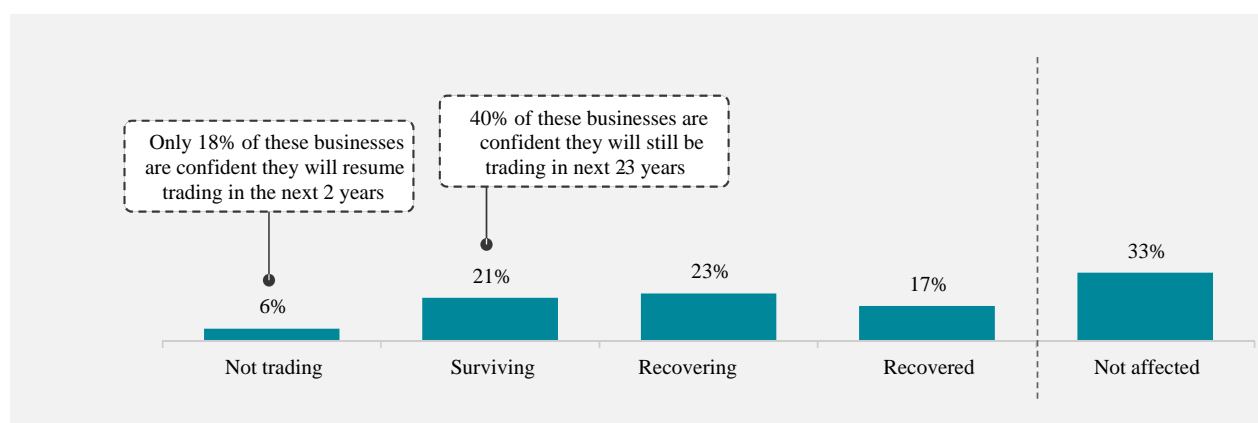 Only 18% of these businesses
are confident they will resume
trading in the next 2 years
40% of these businesses are
confident they will still be
trading in next 23 years
6%
21%
23%
17%
33%
Not trading
Surviving
Recovering
Recovered
Not affected